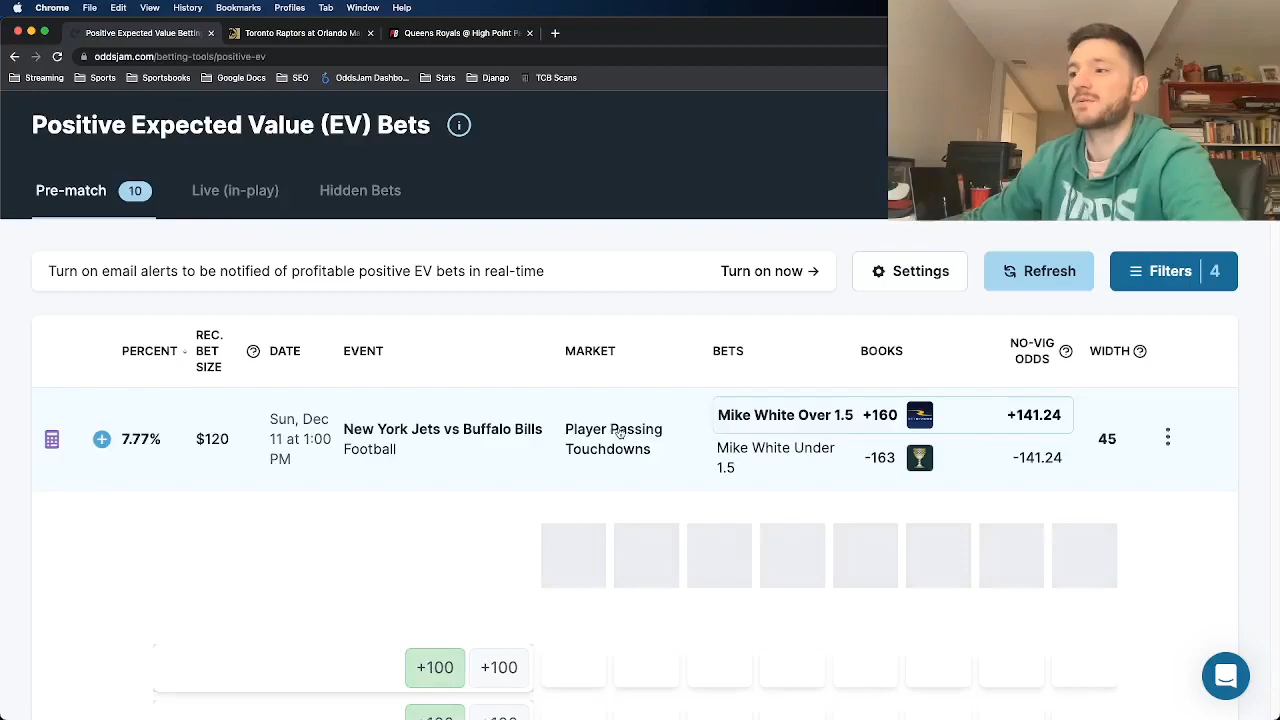 Chrome File Edit View History Bookmarks Profiles Tab Window Help
Positive Expected Value Bettin × Toronto Raptors at Orlando Ma × Queens Royals @ High Point Pa × +
oddsjam.com/betting-tools/positive-ev
Streaming Sports Sportsbooks Google Docs SEO OddsJam Dashbo... Stats Django TCB Scans
Positive Expected Value (EV) Bets
Pre-match 10 Live (in-play) Hidden Bets
Turn on email alerts to be notified of profitable positive EV bets in real-time Turn on now → Settings Refresh Filters 4
PERCENT REC. BET SIZE ? DATE EVENT MARKET BETS BOOKS NO-VIG ODDS ? WIDTH ?
7.77% $120 Sun, Dec 11 at 1:00 PM New York Jets vs Buffalo Bills Football Player Passing Touchdowns Mike White Over 1.5 +160 +141.24 45
Mike White Under 1.5 -163 -141.24
+100 +100